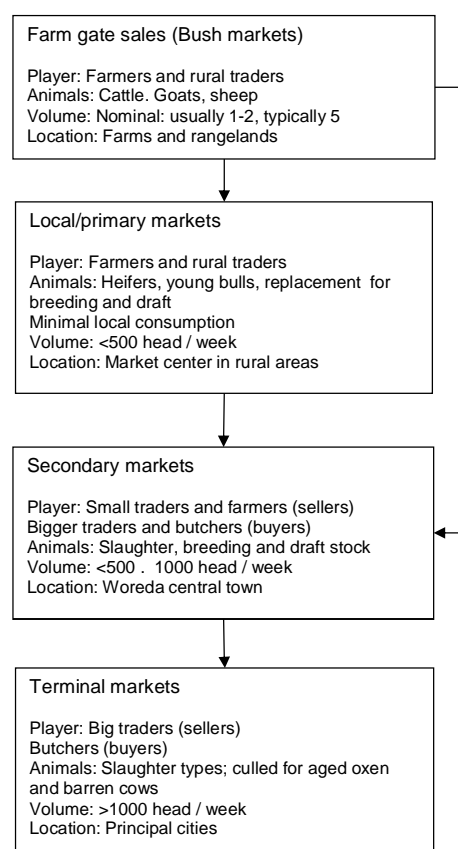 Farm gate sales (Bush markets)
Player: Farmers and rural traders
Animals: Cattle. Goats, sheep
Volume: Nominal: usually 1-2, typically 5
Location: Farms and rangelands
Local/primary markets
Player: Farmers and rural traders
Animals: Heifers, young bulls, replacement  for
breeding and draft
Minimal local consumption
Volume: <500 head / week
Location: Market center in rural areas
Secondary markets
Player: Small traders and farmers (sellers)
Bigger traders and butchers (buyers)
Animals: Slaughter, breeding and draft stock
Volume: <500 .  1000 head / week
Location: Woreda central town
Terminal markets
Player: Big traders (sellers)
Butchers (buyers)
Animals: Slaughter types; culled for aged oxen
and barren cows
Volume: >1000 head / week
Location: Principal cities